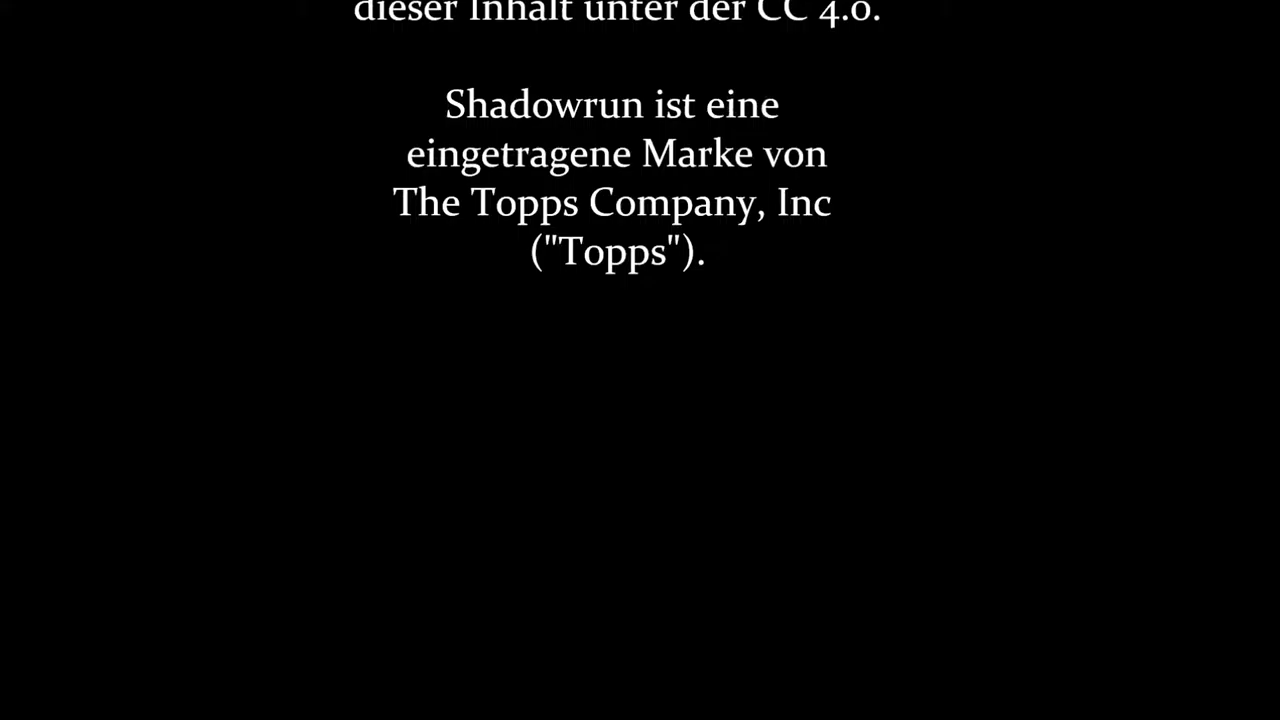 dieser Inhalt unter der CC 4.0.
Shadowrun ist eine
eingetragene Marke von
The Topps Company, Inc
("Topps").